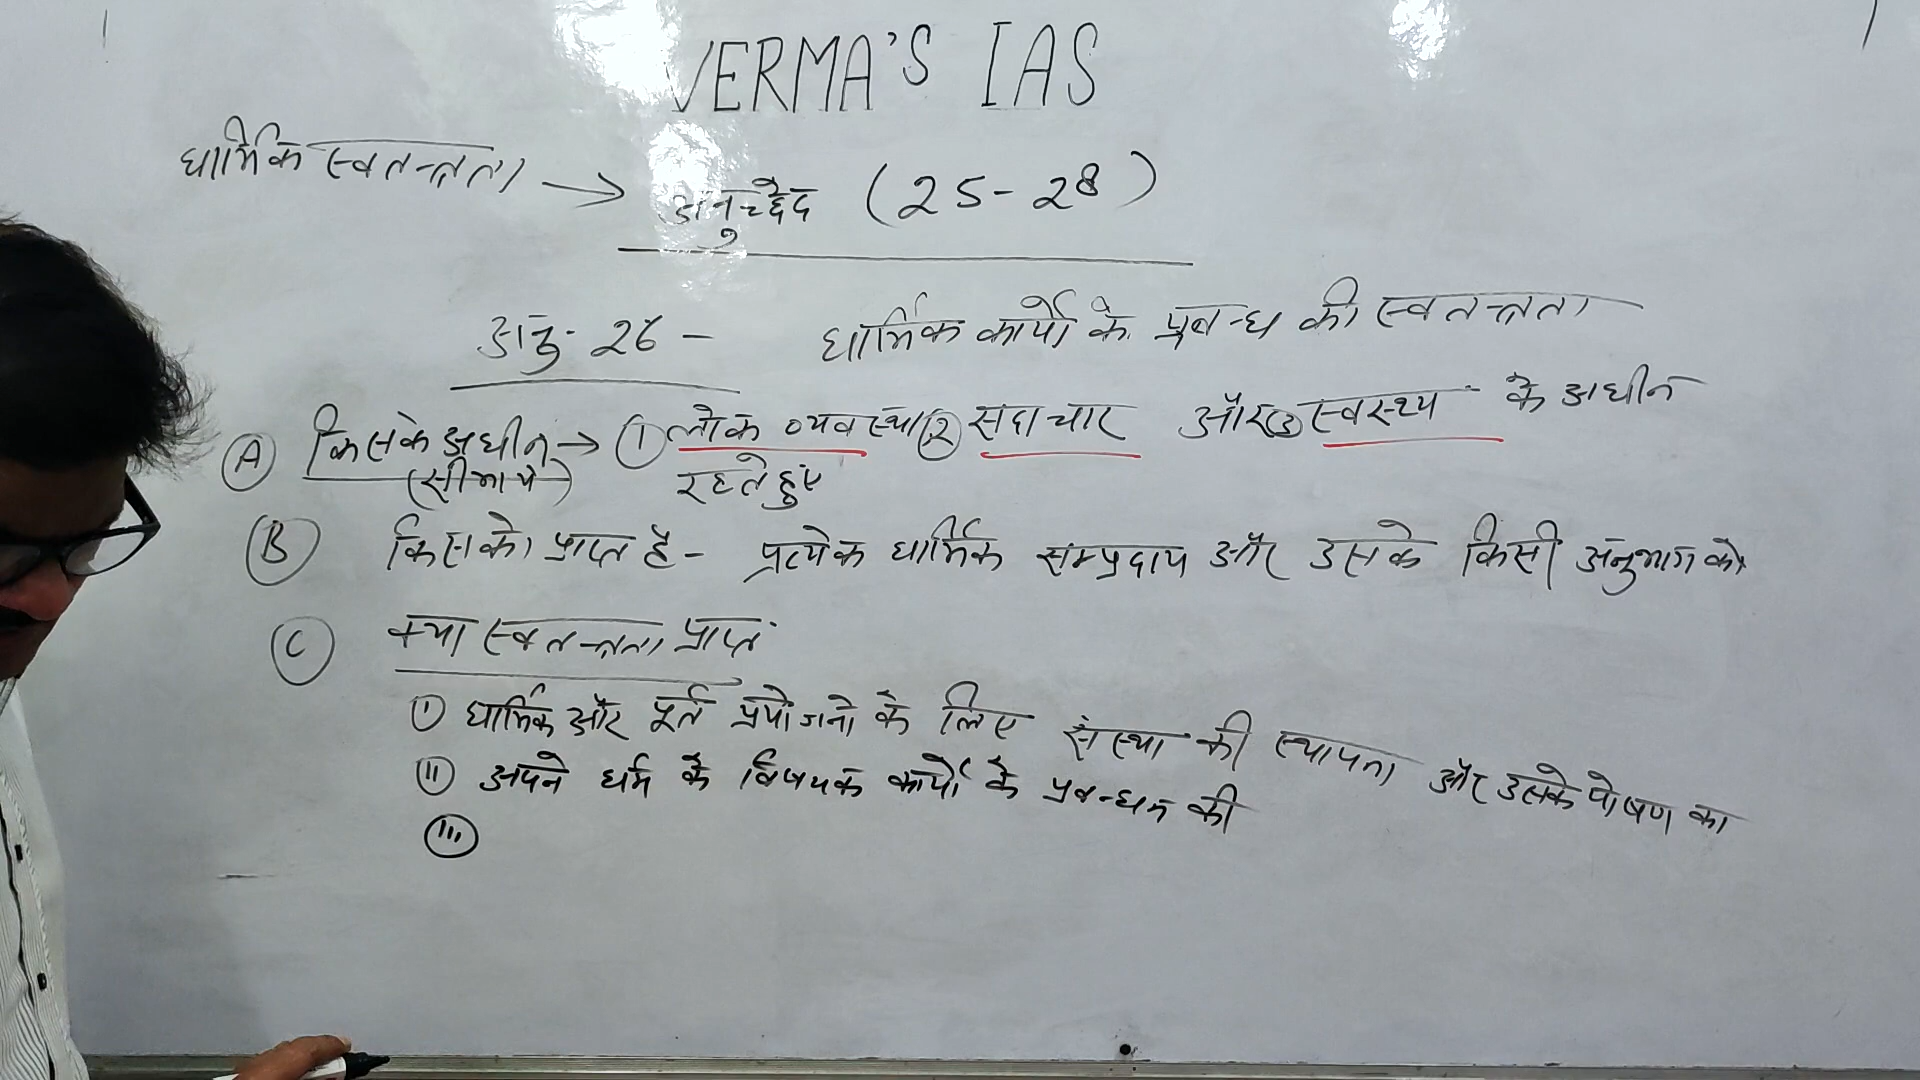 VERMA'S IAS
धार्मिक स्वतन्त्रता → अनुच्छेद (25-28)
अनु. 26 - धार्मिक कार्यो के प्रबन्ध की स्वतन्त्रता
(A) किसके अधीन → (1) लोक व्यवस्था (2) सदाचार और (3) स्वस्थ्य के अधीन
(सीमाये) रहते हुए
(B) किसको प्राप्त है - प्रत्येक धार्मिक सम्प्रदाय और उसके किसी अनुभाग को
(C) क्या स्वतन्त्रता प्राप्त
(I) धार्मिक और पूर्त प्रयोजनो के लिए संस्था की स्थापना और उसके पोषण का
(II) अपने धर्म के विषयक कार्यो के प्रबन्धन की
(III)